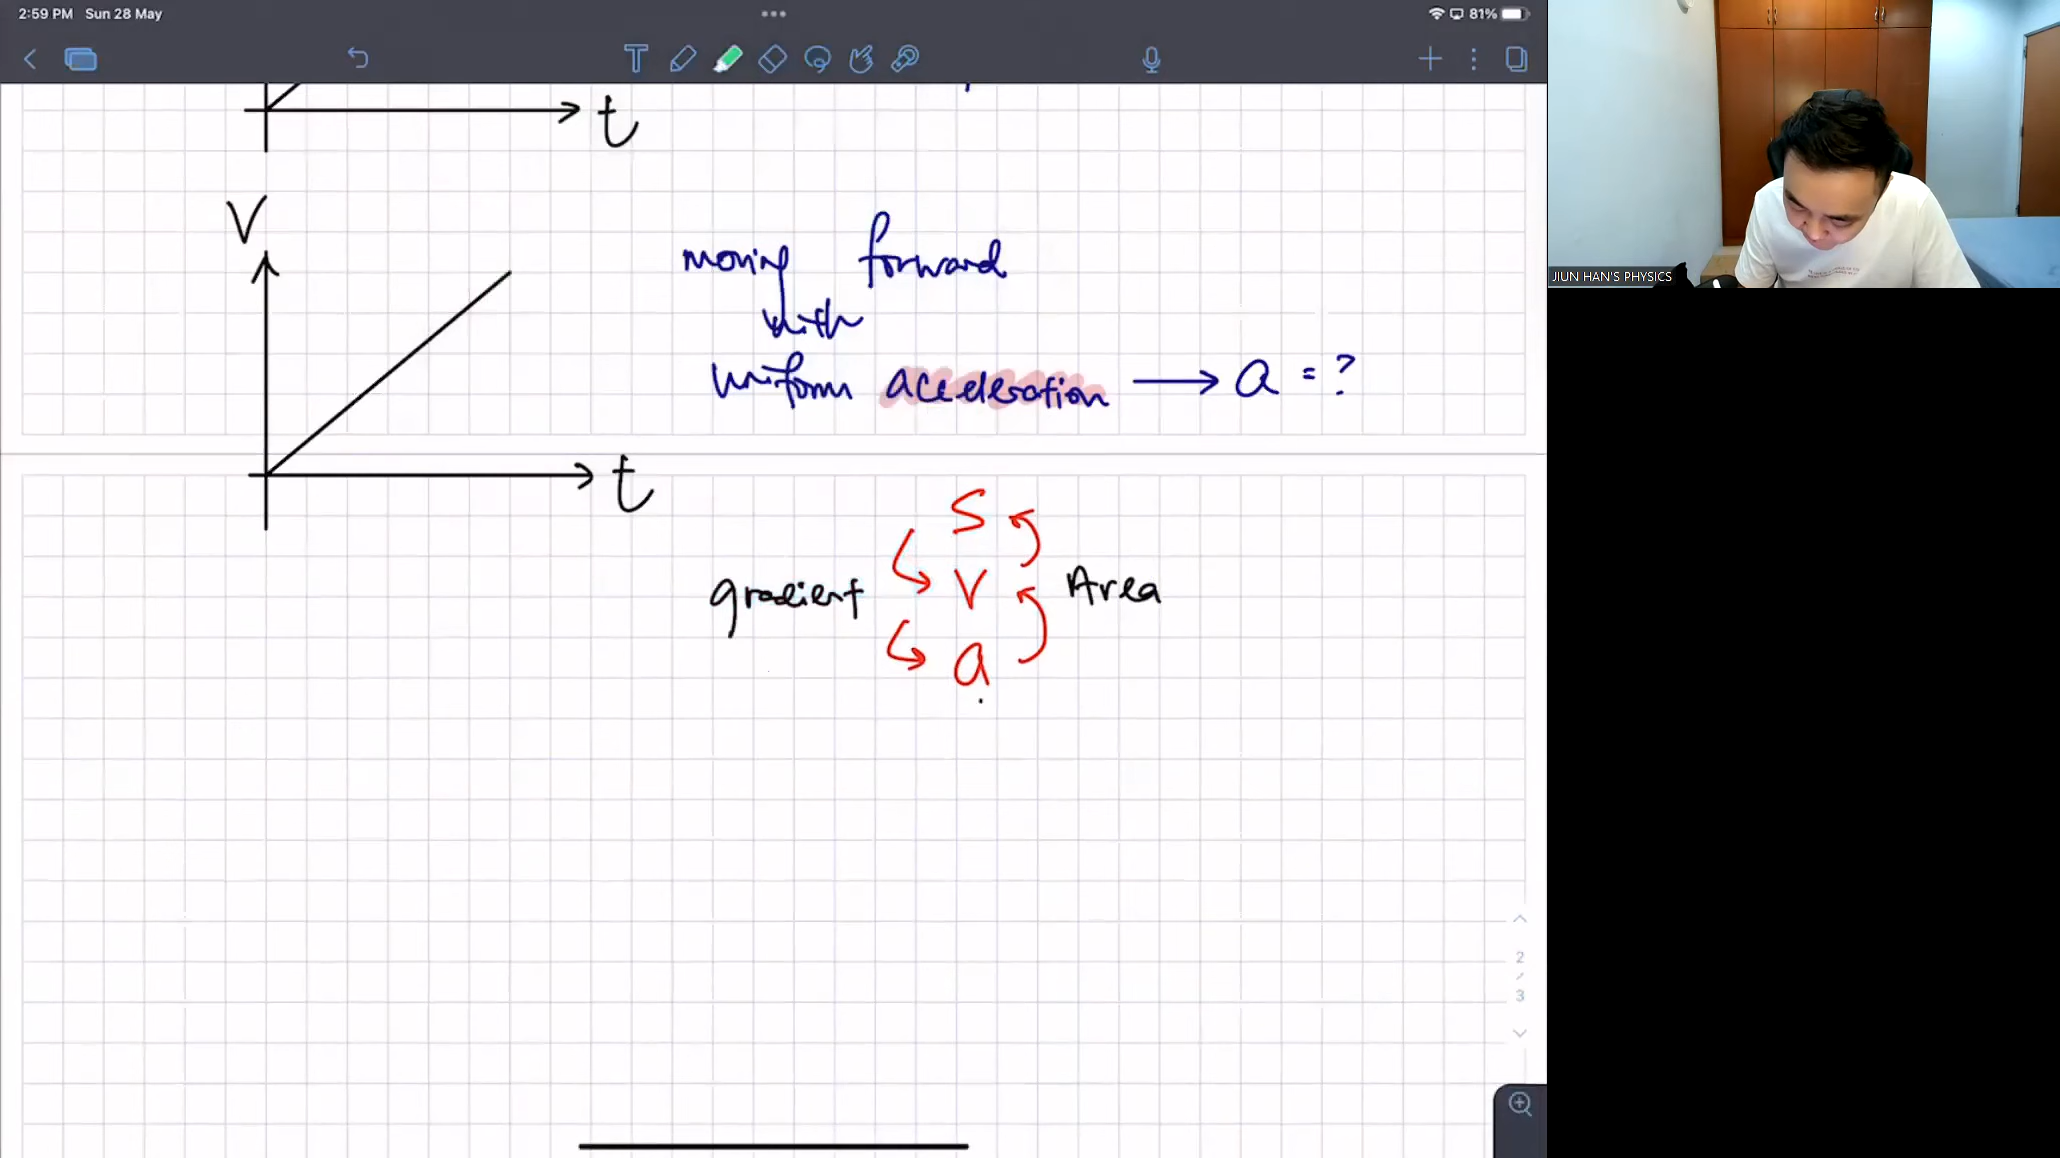 2:59 PM Sun 28 May
81%
t
V
moving forward
with
uniform acceleration → a = ?
t
S
gradient V Area
a
2
3
JIUN HAN'S PHYSICS